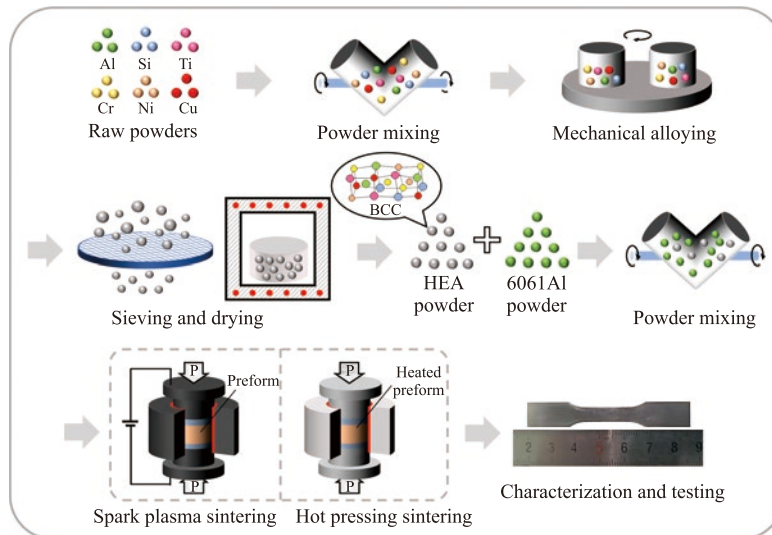 Al Si Ti
Cr Ni Cu
Raw powders
Powder mixing
Mechanical alloying
Sieving and drying
BCC
HEA
powder
6061Al
powder
Powder mixing
P
Preform
P
Spark plasma sintering
P
Heated
preform
P
Hot pressing sintering
2 3 4 5 6 7 8 9
Characterization and testing